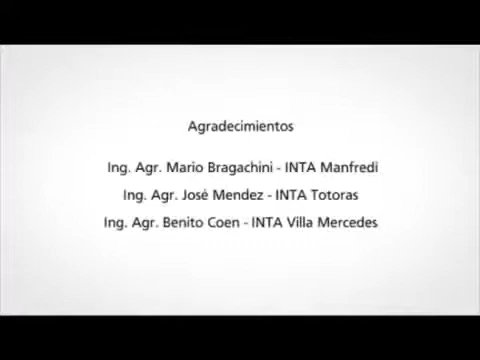 Agradecimientos
Ing. Agr. Mario Bragachini - INTA Manfredi
Ing. Agr. José Mendez - INTA Totoras
Ing. Agr. Benito Coen - INTA Villa Mercedes